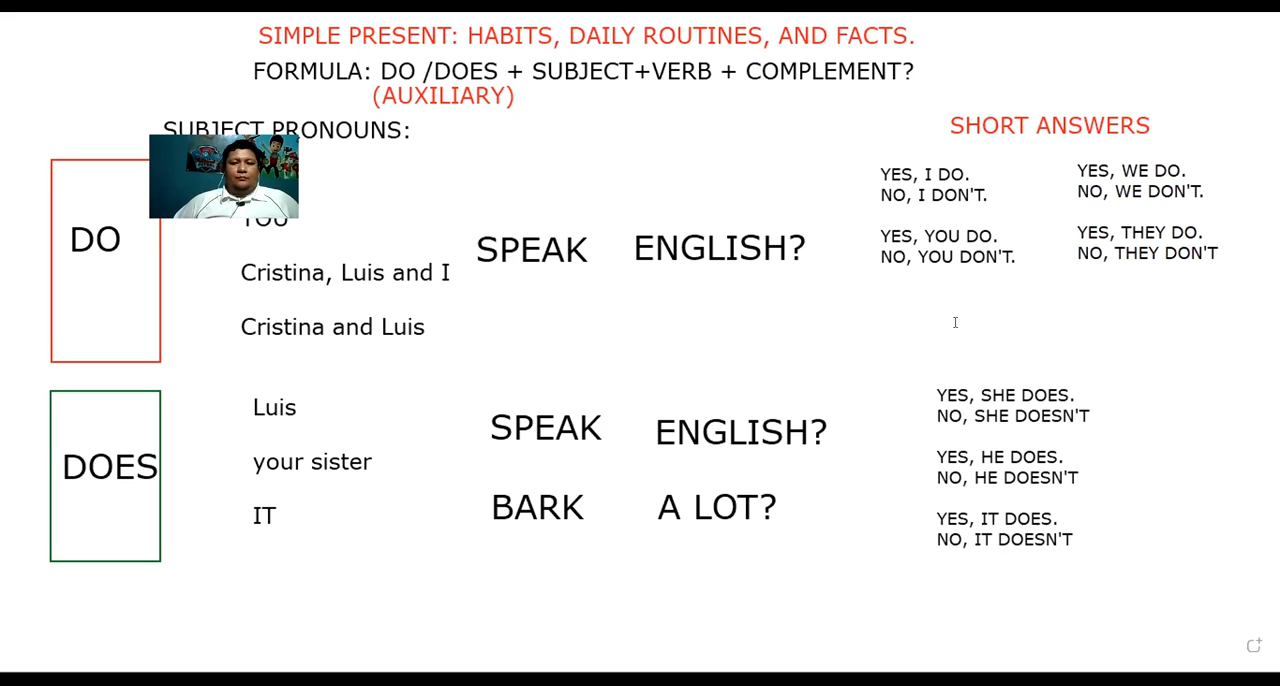 SIMPLE PRESENT: HABITS, DAILY ROUTINES, AND FACTS.
FORMULA: DO /DOES + SUBJECT+VERB + COMPLEMENT?
(AUXILIARY)
SUBJECT PRONOUNS:
DO
YOU
Cristina, Luis and I
Cristina and Luis
SPEAK ENGLISH?
SHORT ANSWERS
YES, I DO.
NO, I DON'T.
YES, YOU DO.
NO, YOU DON'T.
YES, WE DO.
NO, WE DON'T.
YES, THEY DO.
NO, THEY DON'T
DOES
Luis
your sister
IT
SPEAK ENGLISH?
BARK A LOT?
YES, SHE DOES.
NO, SHE DOESN'T
YES, HE DOES.
NO, HE DOESN'T
YES, IT DOES.
NO, IT DOESN'T